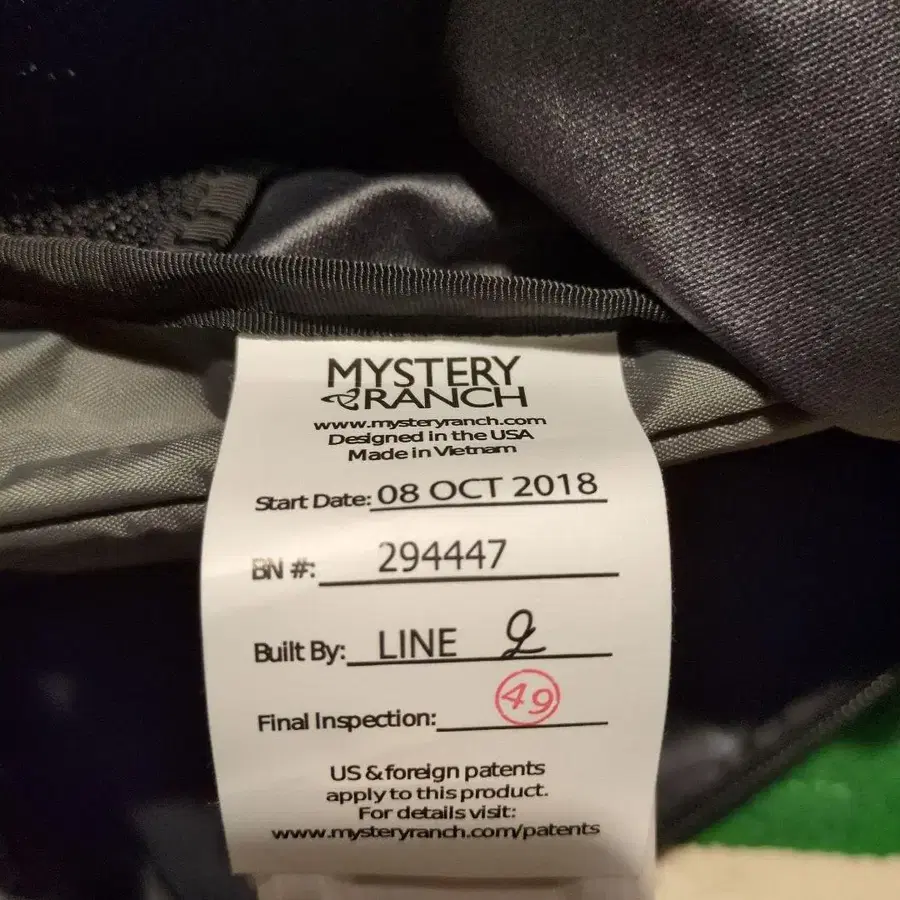 MYSTERY
RANCH
www.mysteryranch.com
Designed in the USA
Made in Vietnam
Start Date: 08 OCT 2018
BN #: 294447
Built By: LINE 2
Final Inspection: 49
US & foreign patents
apply to this product.
For details visit:
www.mysteryranch.com/patents